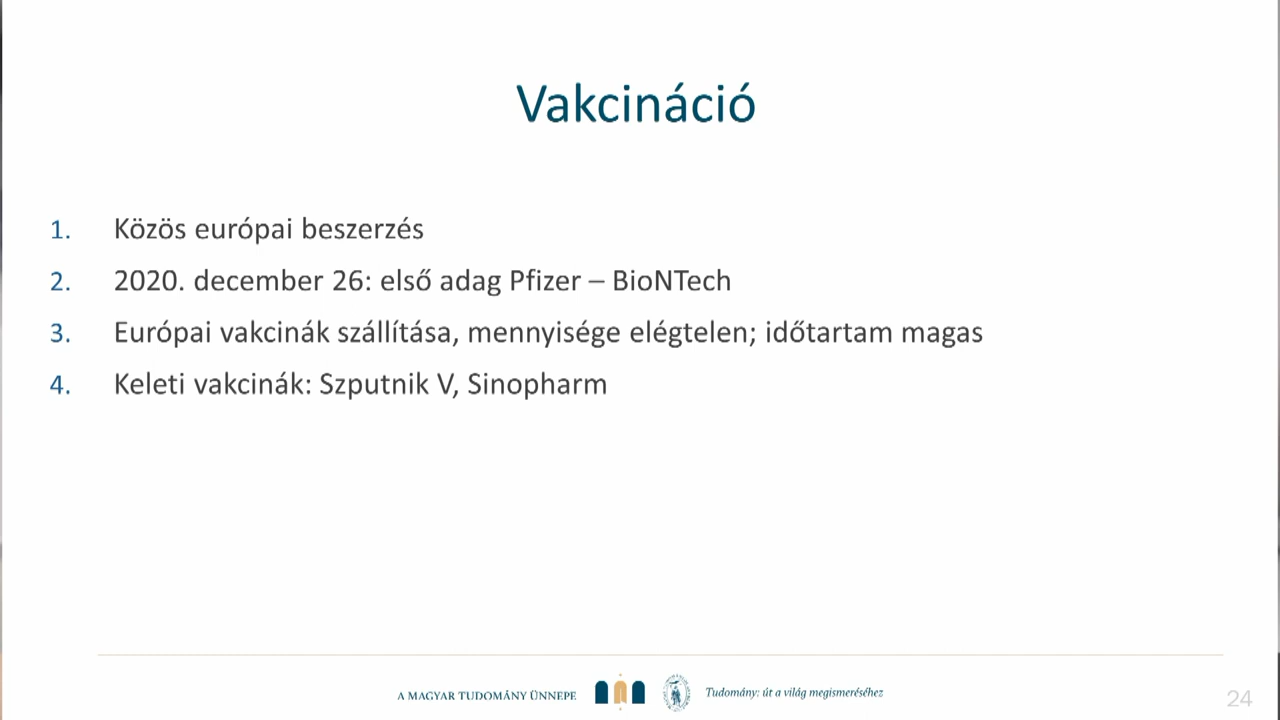 Vakcináció
1. Közös európai beszerzés
2. 2020. december 26: első adag Pfizer – BioNTech
3. Európai vakcinák szállítása, mennyisége elégtelen; időtartam magas
4. Keleti vakcinák: Szputnik V, Sinopharm
A MAGYAR TUDOMÁNY ÜNNEPE
Tudomány: út a világ megismeréséhez
24